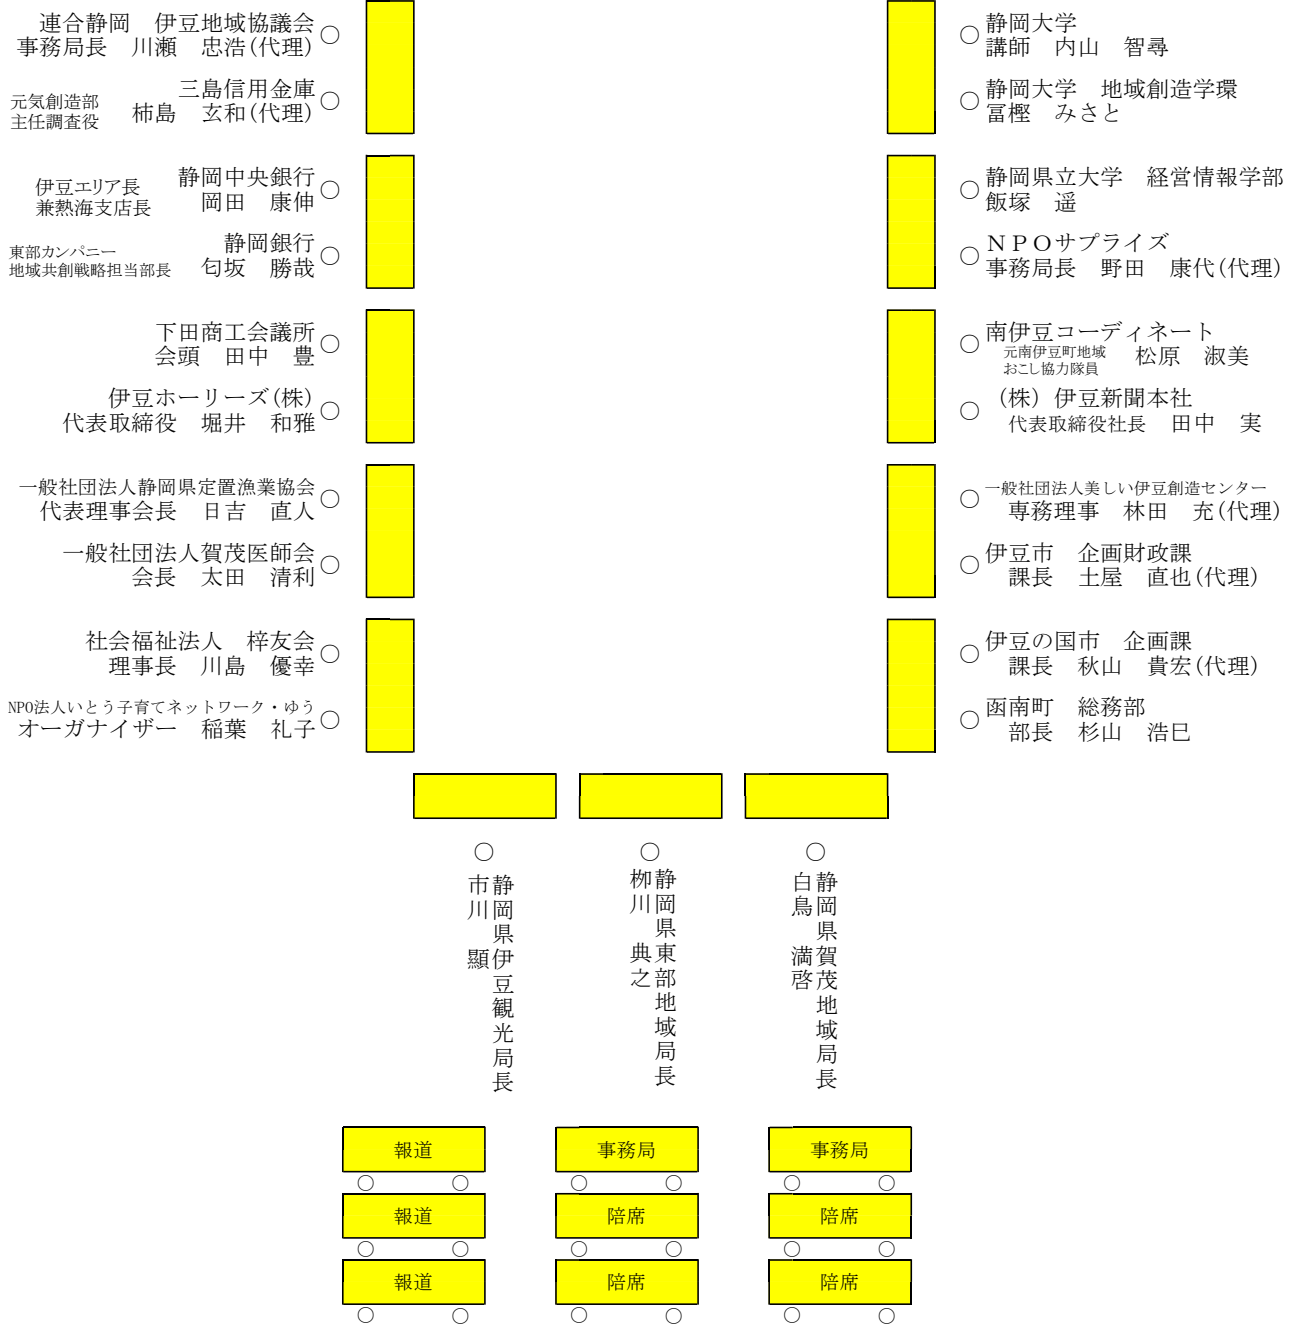 連合静岡　伊豆地域協議会
事務局長　川瀬　忠浩(代理)
三島信用金庫
元気創造部
主任調査役
柿島　玄和(代理)
静岡中央銀行
伊豆エリア長
兼熱海支店長
岡田　康伸
静岡銀行
東部カンパニー
地域共創戦略担当部長
匂坂　勝哉
下田商工会議所
会頭　田中　豊
伊豆ホーリーズ(株)
代表取締役　堀井　和雅
一般社団法人静岡県定置漁業協会
代表理事会長　日吉　直人
一般社団法人賀茂医師会
会長　太田　清利
社会福祉法人　梓友会
理事長　川島　優幸
NPO法人いとう子育てネットワーク・ゆう
オーガナイザー　稲葉　礼子
静岡大学
講師　内山　智尋
静岡大学　地域創造学環
冨樫　みさと
静岡県立大学　経営情報学部
飯塚　遥
ＮＰＯサプライズ
事務局長　野田　康代(代理)
南伊豆コーディネート
元南伊豆町地域
おこし協力隊員
松原　淑美
（株）伊豆新聞本社
代表取締役社長　田中　実
一般社団法人美しい伊豆創造センター
専務理事　林田　充(代理)
伊豆市　企画財政課
課長　土屋　直也(代理)
伊豆の国市　企画課
課長　秋山　貴宏(代理)
函南町　総務部
部長　杉山　浩巳
静岡県伊豆観光局長
市川　顯
静岡県東部地域局長
栁川　典之
静岡県賀茂地域局長
白鳥　満啓
報道
事務局
事務局
報道
陪席
陪席
報道
陪席
陪席